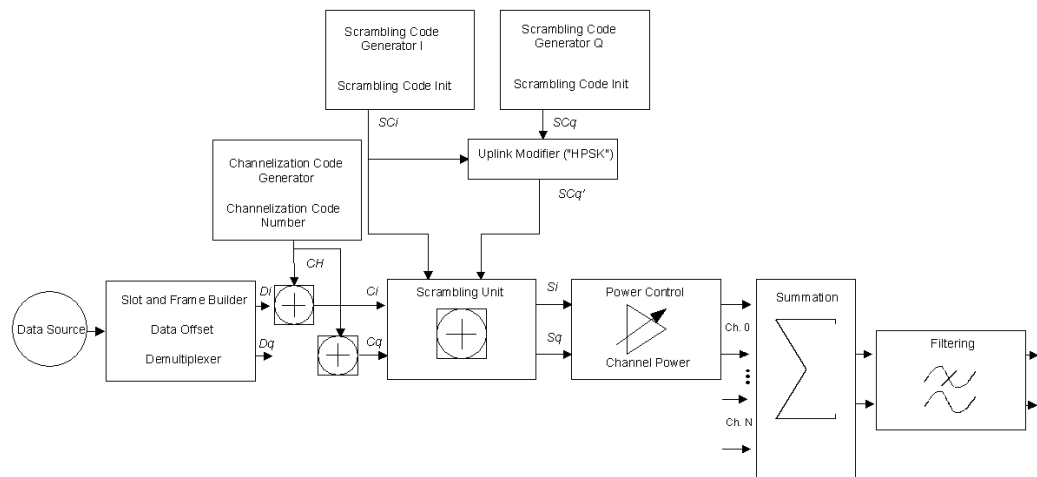 Scrambling Code
Generator I
Scrambling Code Init
Scrambling Code
Generator Q
Scrambling Code Init
SCi
SCq
Uplink Modifier ("HPSK")
SCq'
Channelization Code
Generator
Channelization Code
Number
CH
Data Source
Slot and Frame Builder
Data Offset
Demultiplexer
Di
Dq
Ci
Cq
Scrambling Unit
Si
Sq
Power Control
Channel Power
Ch. 0
Ch. N
Summation
Filtering